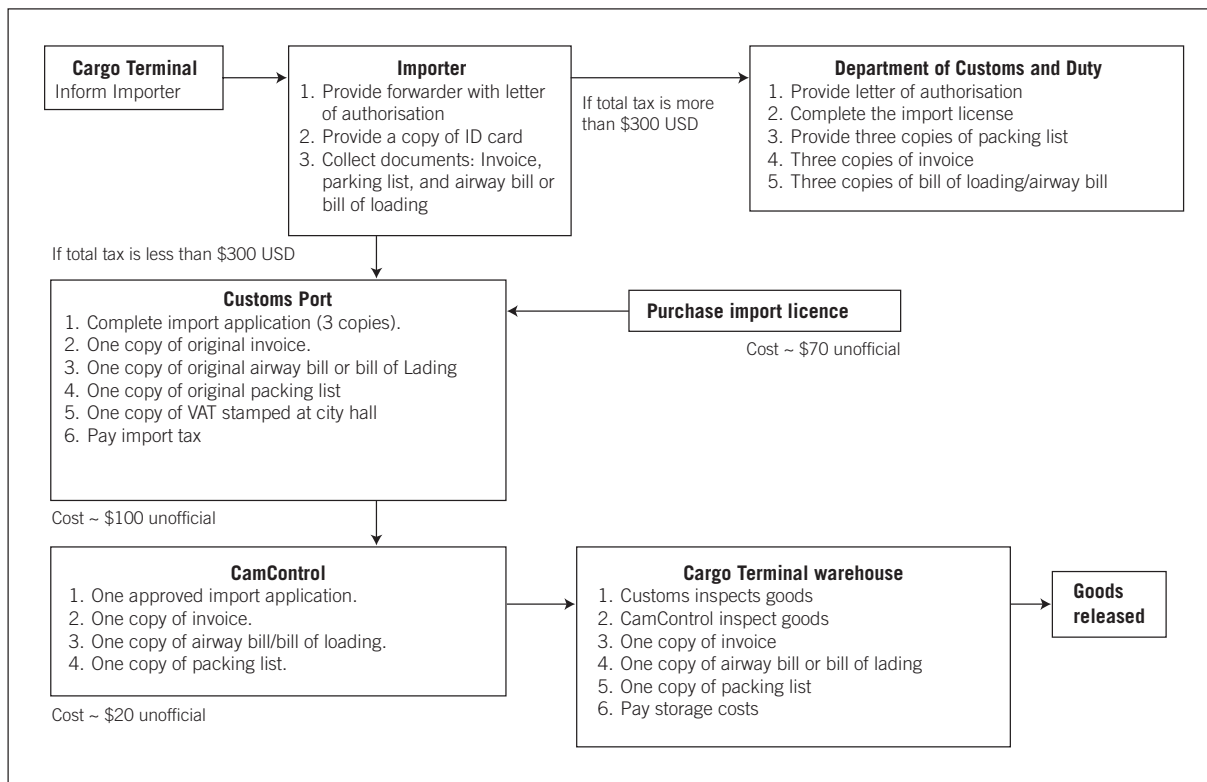 Cargo Terminal
Inform Importer
Importer
1. Provide forwarder with letter
of authorisation
2. Provide a copy of ID card
3. Collect documents: Invoice,
parking list, and airway bill or
bill of loading
If total tax is more
than $300 USD
Department of Customs and Duty
1. Provide letter of authorisation
2. Complete the import license
3. Provide three copies of packing list
4. Three copies of invoice
5. Three copies of bill of loading/airway bill
If total tax is less than $300 USD
Customs Port
1. Complete import application (3 copies).
2. One copy of original invoice.
3. One copy of original airway bill or bill of Lading
4. One copy of original packing list
5. One copy of VAT stamped at city hall
6. Pay import tax
Purchase import licence
Cost ~ $70 unofficial
Cost ~ $100 unofficial
CamControl
1. One approved import application.
2. One copy of invoice.
3. One copy of airway bill/bill of loading.
4. One copy of packing list.
Cost ~ $20 unofficial
Cargo Terminal warehouse
1. Customs inspects goods
2. CamControl inspect goods
3. One copy of invoice
4. One copy of airway bill or bill of lading
5. One copy of packing list
6. Pay storage costs
Goods
released